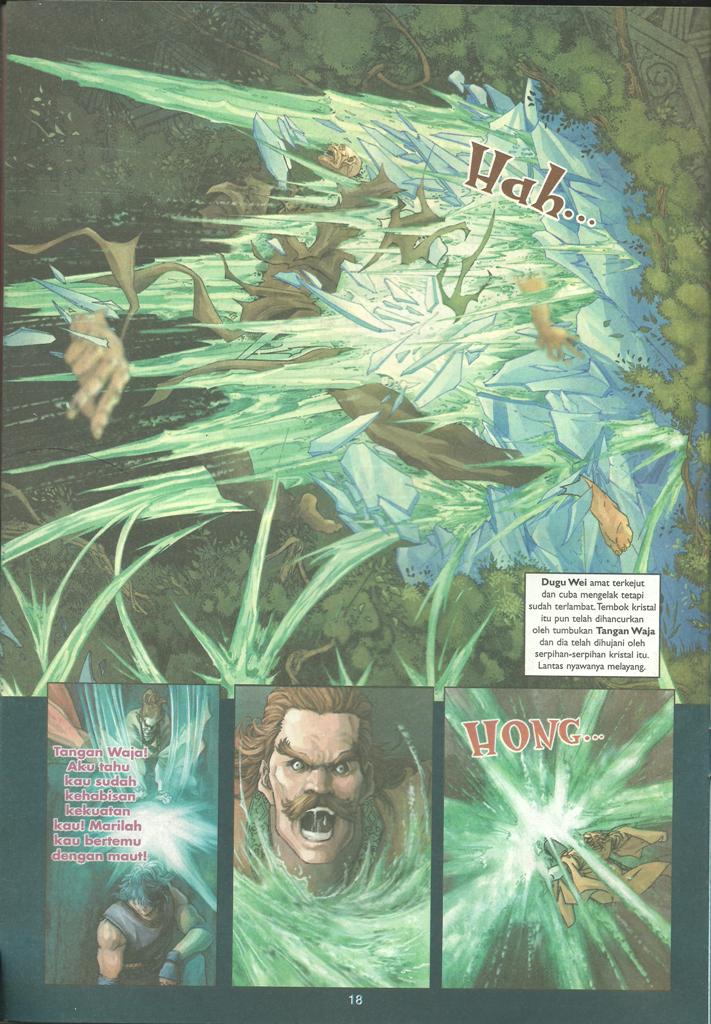 Hah...
Dugu Wei amat terkejut
dan cuba mengelak tetapi
sudah terlambat. Tembok kristal
itu pun telah dihancurkan
oleh tumbukan Tangan Waja
dan dia telah dihujani oleh
serpihan-serpihan kristal itu.
Lantas nyawanya melayang.
Tangan Waja!
Aku tahu
kau sudah
kehabisan
kekuatan
kau! Marilah
kau bertemu
dengan maut!
HONG...
18